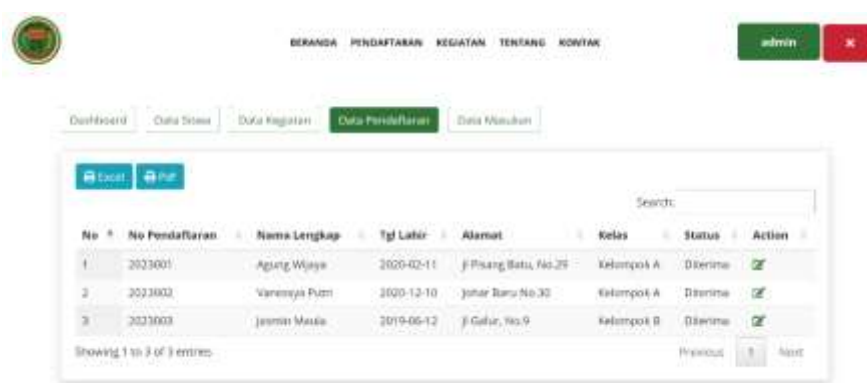 BERANDA PENDAFTARAN KEGIATAN TENTANG KONTAK admin ×
Dashboard Data Siswa Data Kegiatan Data Pendaftaran Data Masukan
Excel Pdf
Search:
No No Pendaftaran Nama Lengkap Tgl Lahir Alamat Kelas Status Action
1 2023001 Agung Wijaya 2020-02-11 Jl Pisang Batu, No.29 Kelompok A Diterima
2 2023002 Vanessya Putri 2020-12-10 Johar Baru No.30 Kelompok A Diterima
3 2023003 Jasmin Maula 2019-06-12 Jl Galur, No.9 Kelompok B Diterima
Showing 1 to 3 of 3 entries Previous 1 Next